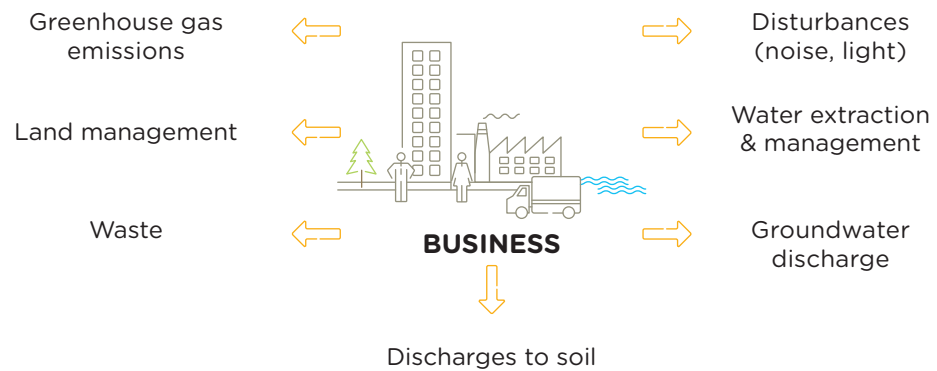 Greenhouse gas
emissions
Disturbances
(noise, light)
Land management
Water extraction
& management
Waste
BUSINESS
Groundwater
discharge
Discharges to soil